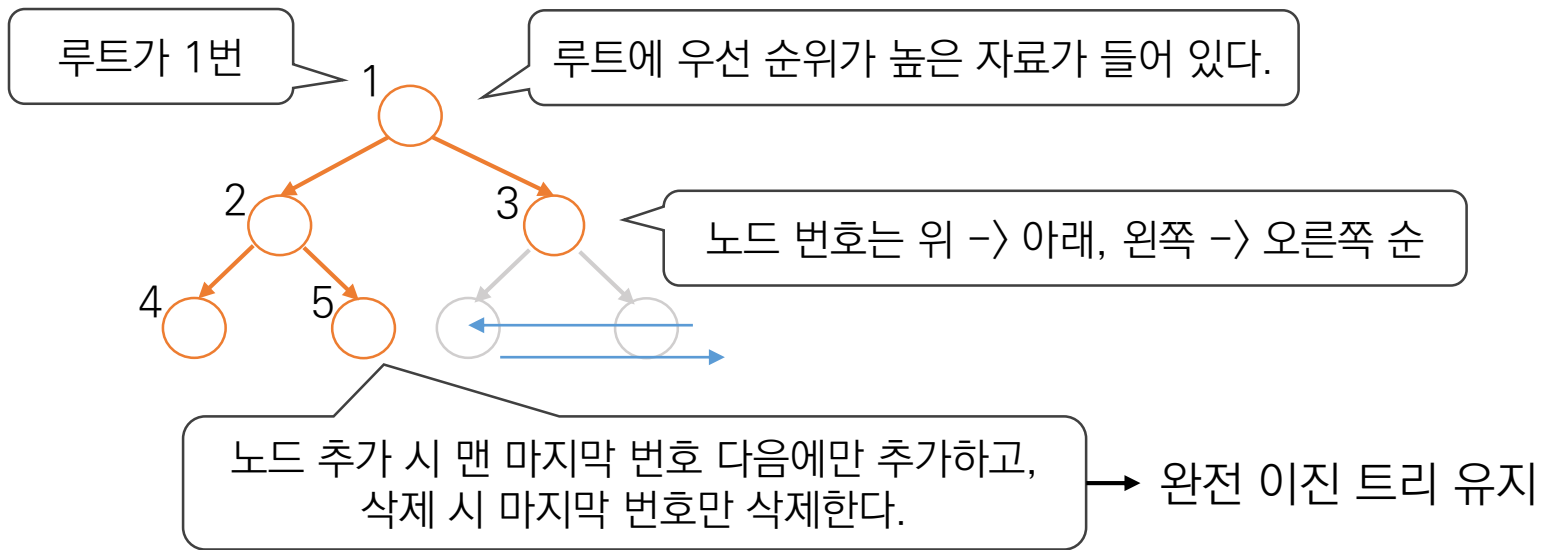 루트가 1번
루트에 우선 순위가 높은 자료가 들어 있다.
1
2
3
노드 번호는 위 -> 아래, 왼쪽 -> 오른쪽 순
4
5
노드 추가 시 맨 마지막 번호 다음에만 추가하고,
삭제 시 마지막 번호만 삭제한다.
완전 이진 트리 유지